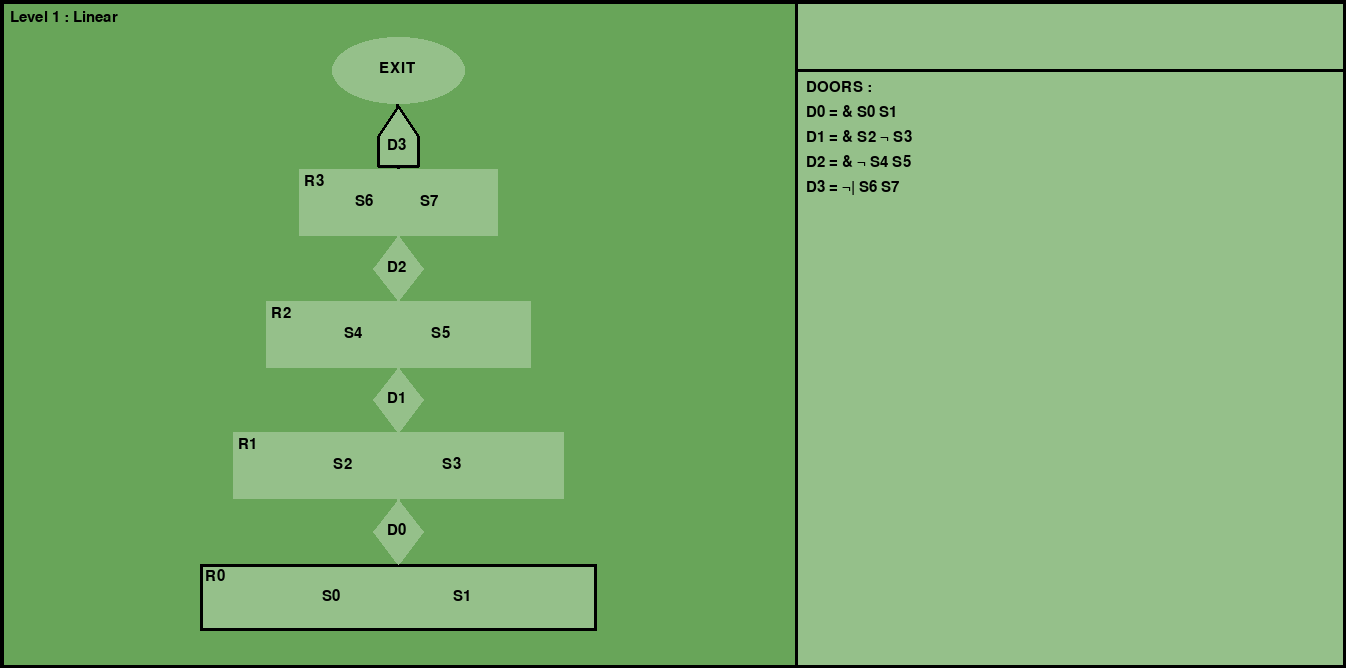 Level 1 : Linear
EXIT
D3
R3
S6 S7
D2
R2
S4 S5
D1
R1
S2 S3
D0
R0
S0 S1
DOORS :
D0 = & S0 S1
D1 = & S2 ¬ S3
D2 = & ¬ S4 S5
D3 = ¬| S6 S7